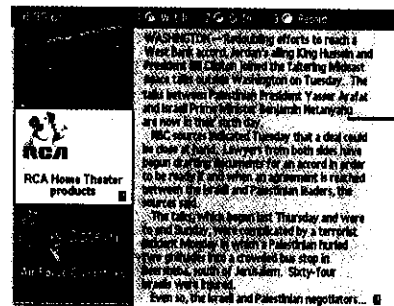 WASHINGTON — Redoubling efforts to reach a
West Bank accord, Jordan's ailing King Hussein and
President Bill Clinton joined the faltering Mideast
peace talks outside Washington on Tuesday. The
talks between Palestinian President Yasser Arafat
and Israeli Prime Minister Benjamin Netanyahu
are now in their sixth day.
NBC sources indicated Tuesday that a deal could
be close at hand. Lawyers from both sides have
begun drafting documents for an accord in order
to be ready if and when an agreement is reached
between the Israeli and Palestinian leaders, the
sources said.
The talks, which began last Thursday and were
to end Sunday, were complicated by a terrorist
incident Monday in which a Palestinian hurled
two grenades into a crowded bus stop in
Beersheba, south of Jerusalem. Sixty-four
Israelis were injured.
Even so, the Israeli and Palestinian negotiators...
RCA
RCA Home Theater
products